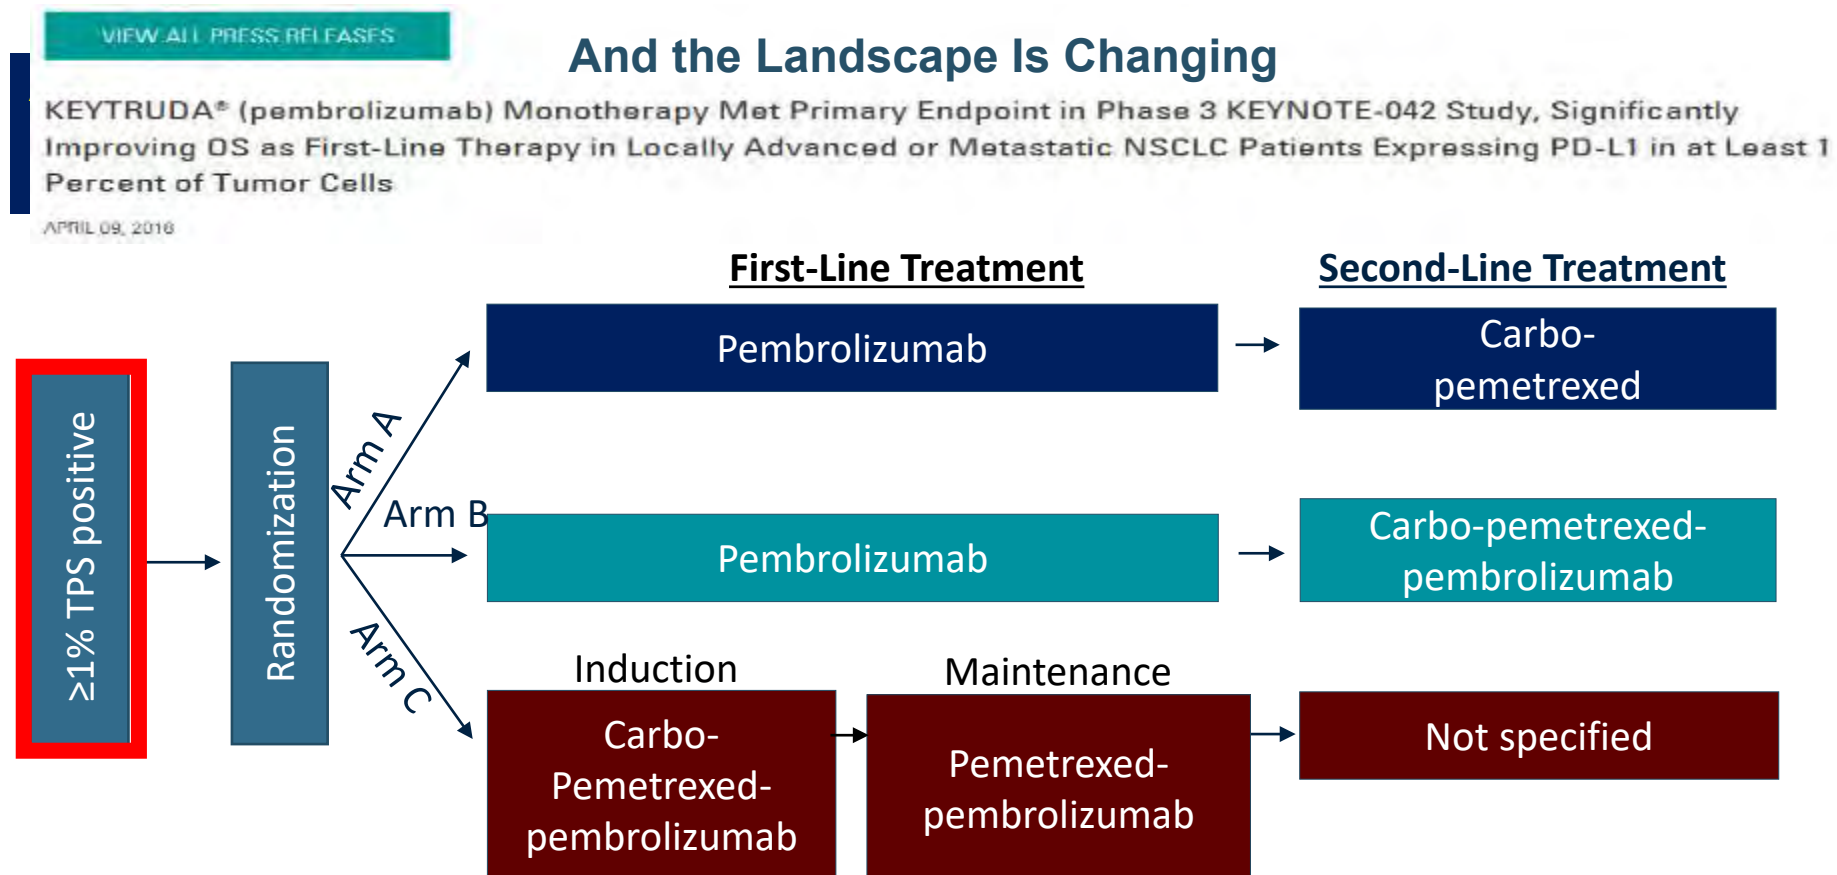 VIEW ALL PRESS RELEASES
And the Landscape Is Changing
KEYTRUDA® (pembrolizumab) Monotherapy Met Primary Endpoint in Phase 3 KEYNOTE-042 Study, Significantly
Improving OS as First-Line Therapy in Locally Advanced or Metastatic NSCLC Patients Expressing PD-L1 in at Least 1
Percent of Tumor Cells
APRIL 09, 2018
First-Line Treatment
Second-Line Treatment
≥1% TPS positive
Randomization
Arm A
Pembrolizumab
Carbo-
pemetrexed
Arm B
Pembrolizumab
Carbo-pemetrexed-
pembrolizumab
Arm C
Induction
Carbo-
Pemetrexed-
pembrolizumab
Maintenance
Pemetrexed-
pembrolizumab
Not specified